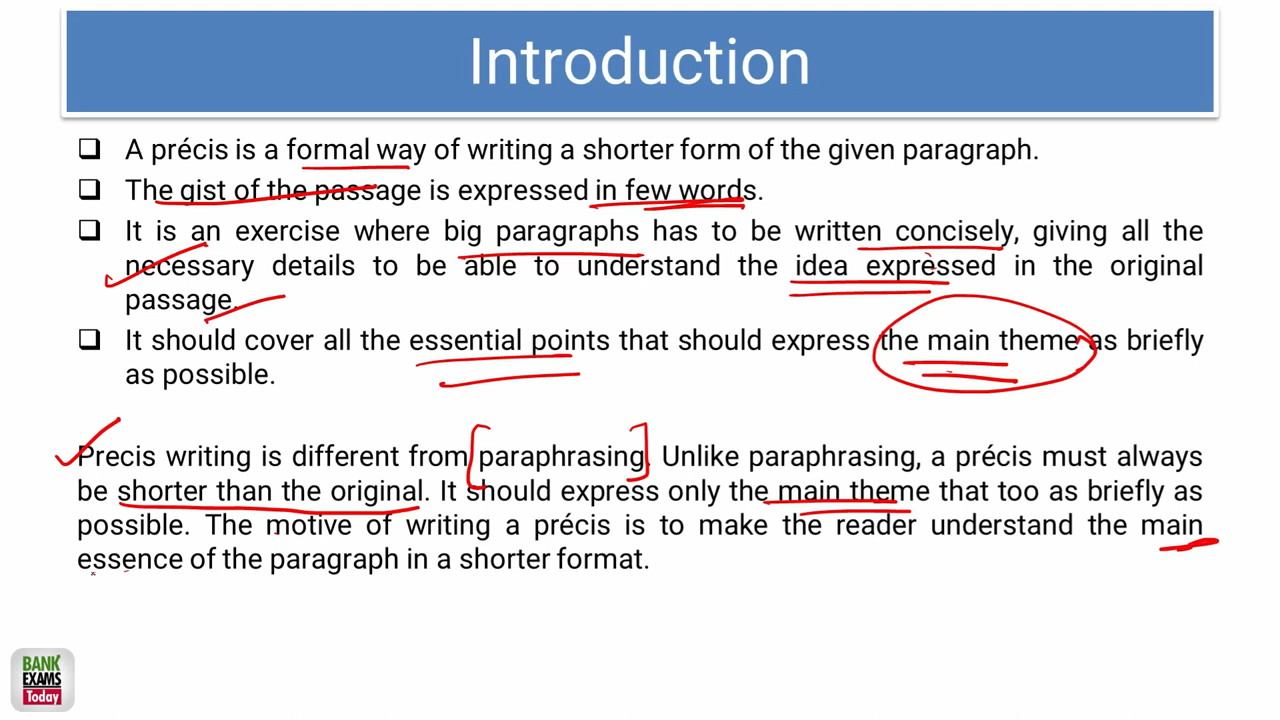 Introduction
❑ A précis is a formal way of writing a shorter form of the given paragraph.
❑ The gist of the passage is expressed in few words.
❑ It is an exercise where big paragraphs has to be written concisely, giving all the
necessary details to be able to understand the idea expressed in the original
passage.
❑ It should cover all the essential points that should express the main theme as briefly
as possible.
Precis writing is different from paraphrasing. Unlike paraphrasing, a précis must always
be shorter than the original. It should express only the main theme that too as briefly as
possible. The motive of writing a précis is to make the reader understand the main
essence of the paragraph in a shorter format.
BANK
EXAMS
Today